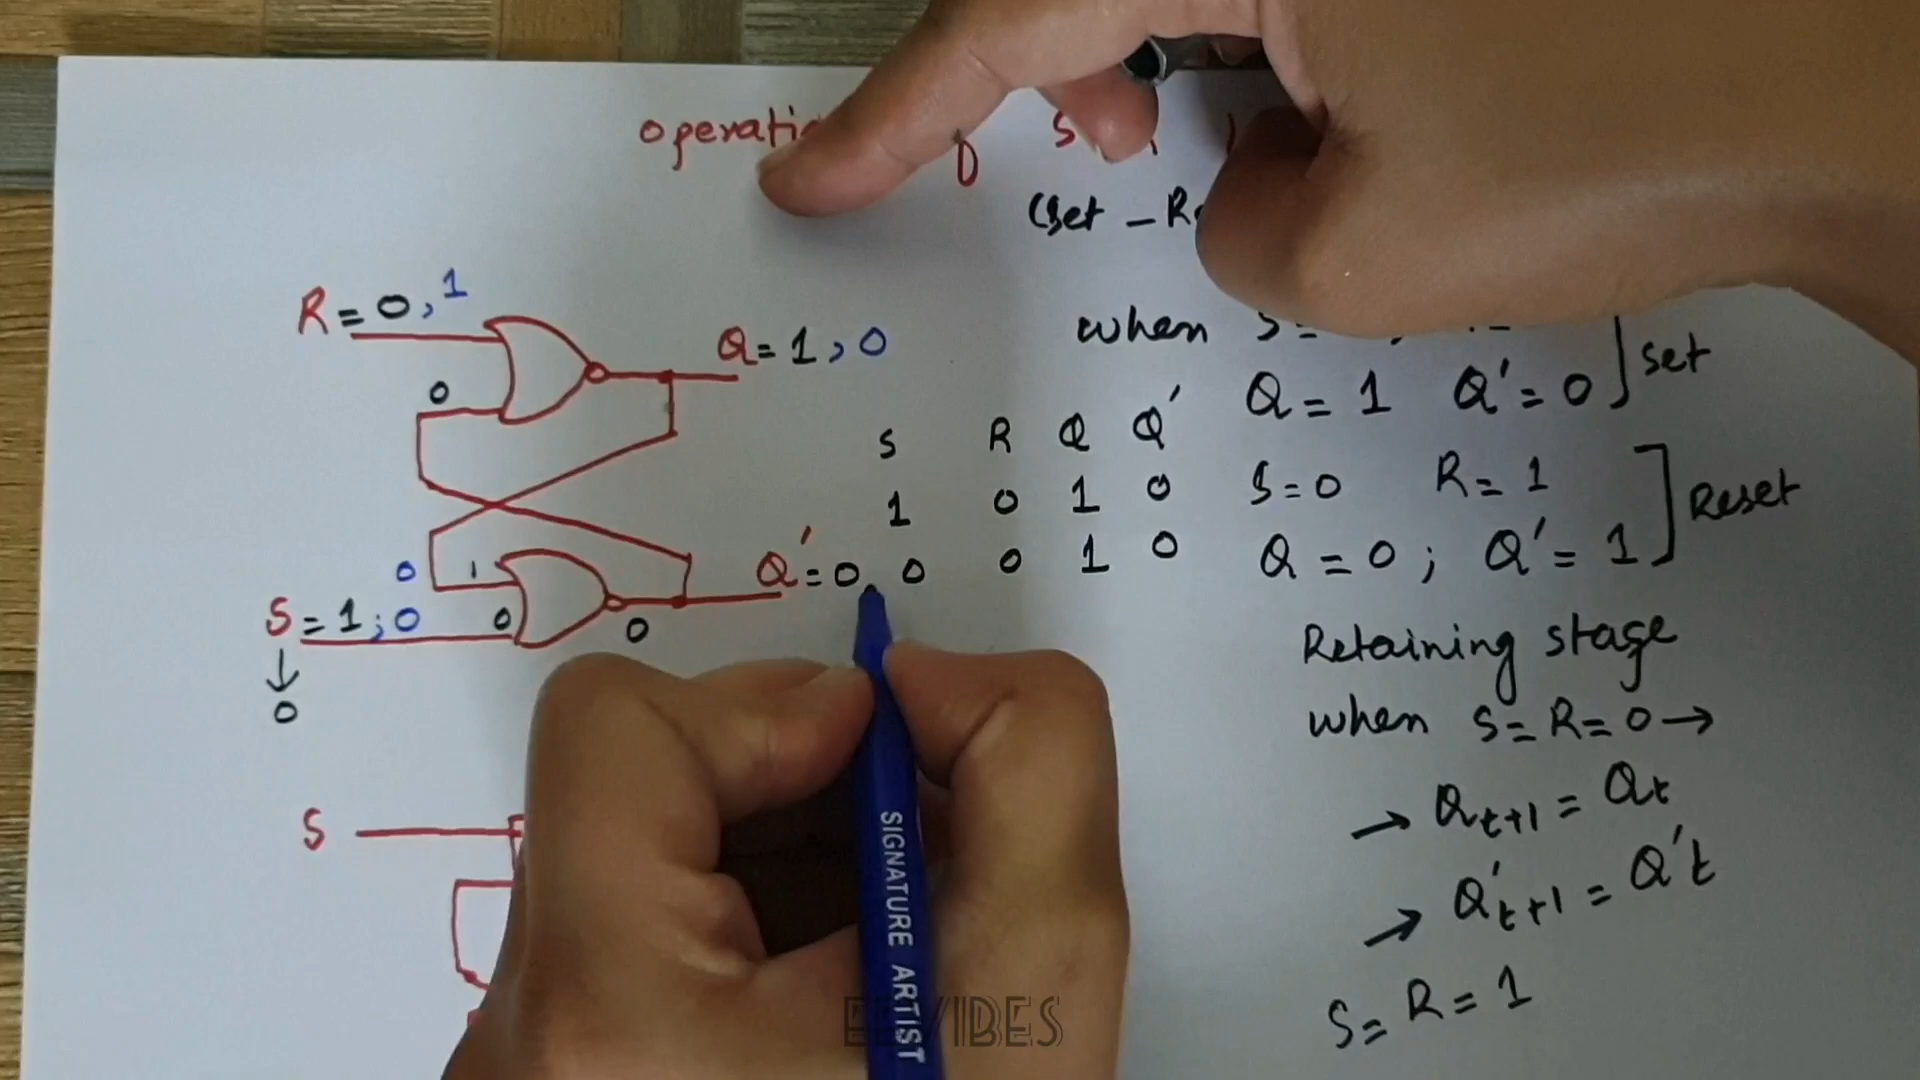 operati
(Set - R
R = 0, 1
Q = 1, 0
when S =
Q = 1 Q' = 0 ] set
0
S R Q Q'
1 0 1 0
S = 0 R = 1
Q = 0 ; Q' = 1 ] Reset
0 1
Q' = 0,
0 0 1 0
S = 1; 0
0
0
↓
0
Retaining stage
when S = R = 0 →
→ Qt+1 = Qt
→ Q't+1 = Q't
S = R = 1
S
SIGNATURE ARTIST
EEVIBES